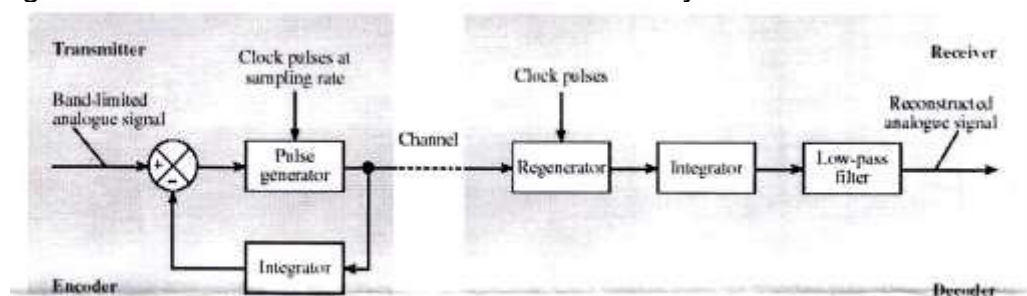 Transmitter
Receiver
Clock pulses at
sampling rate
Clock pulses
Band-limited
analogue signal
Reconstructed
analogue signal
Channel
+
−
Pulse
generator
Regenerator
Integrator
Low-pass
filter
Integrator
Encoder
Decoder